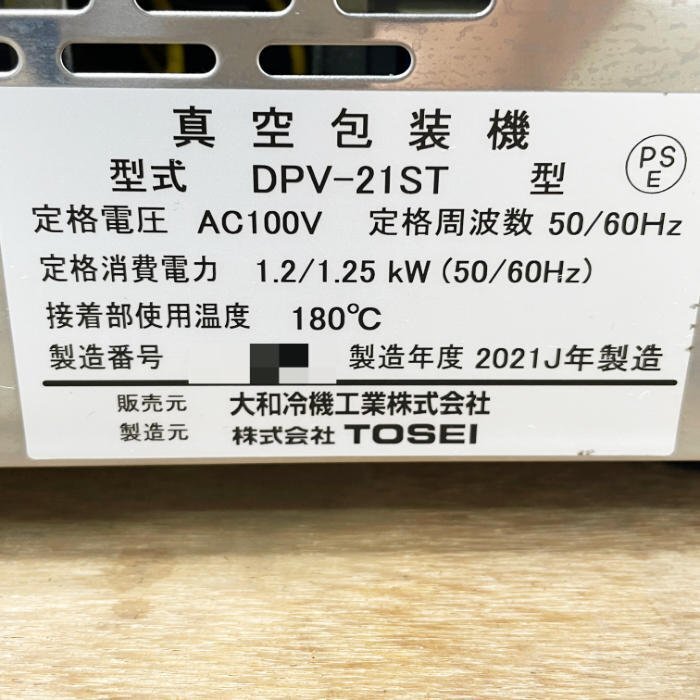 真空包装機
型式 DPV-21ST 型
PS
E
定格電圧 AC100V 定格周波数 50/60Hz
定格消費電力 1.2/1.25 kW (50/60Hz)
接着部使用温度 180℃
製造番号 製造年度 2021J年製造
販売元 大和冷機工業株式会社
製造元 株式会社 TOSEI